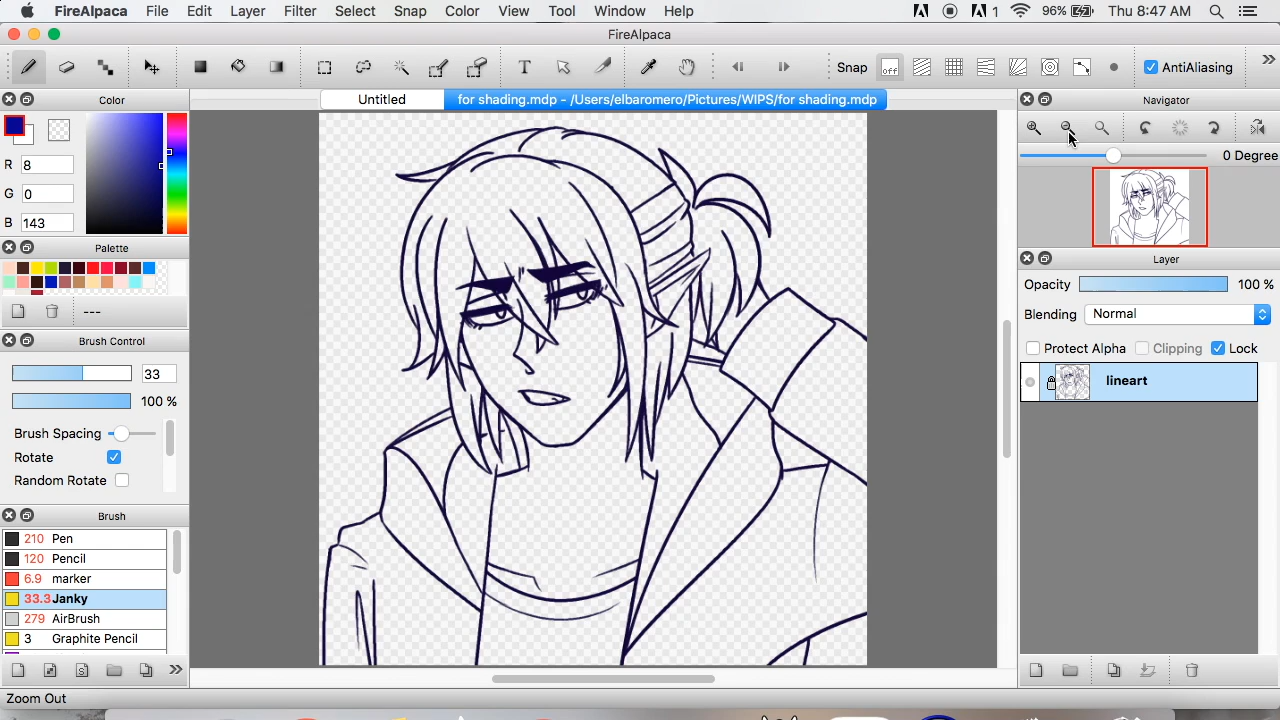 FireAlpaca File Edit Layer Filter Select Snap Color View Tool Window Help 1 96% Thu 8:47 AM
FireAlpaca
T Snap off AntiAliasing »
Color Untitled for shading.mdp - /Users/elbaromero/Pictures/WIPS/for shading.mdp Navigator
R 8
G 0
B 143
0 Degree
Palette
---
Brush Control
33
100 %
Brush Spacing
Rotate
Random Rotate
Brush
210 Pen
120 Pencil
6.9 marker
33.3 Janky
279 AirBrush
3 Graphite Pencil
»
Layer
Opacity 100 %
Blending Normal
Protect Alpha Clipping Lock
lineart
Zoom Out